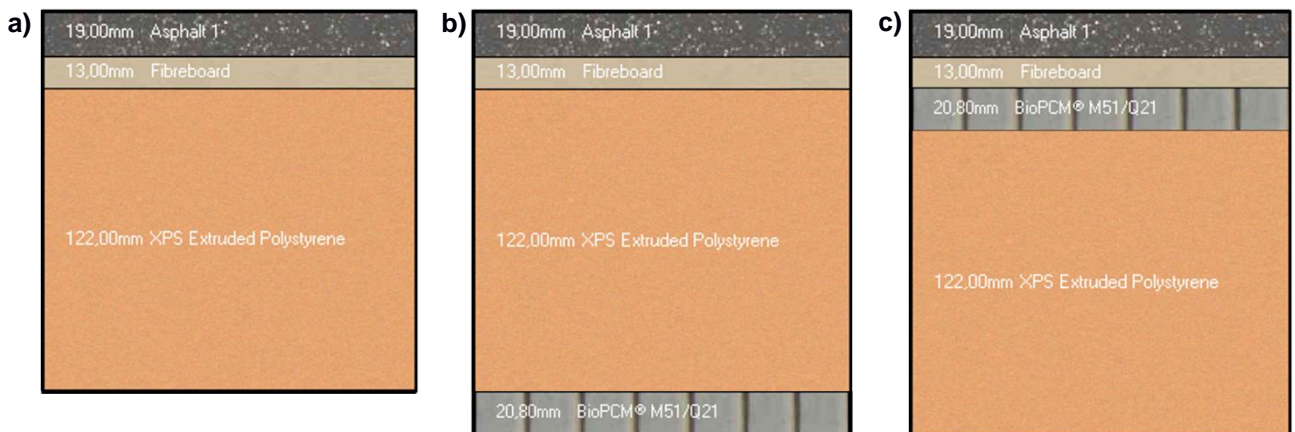 a)
19,00mm Asphalt 1
13,00mm Fibreboard
122,00mm XPS Extruded Polystyrene
b)
19,00mm Asphalt 1
13,00mm Fibreboard
122,00mm XPS Extruded Polystyrene
20,80mm BioPCM® M51/Q21
c)
19,00mm Asphalt 1
13,00mm Fibreboard
20,80mm BioPCM® M51/Q21
122,00mm XPS Extruded Polystyrene